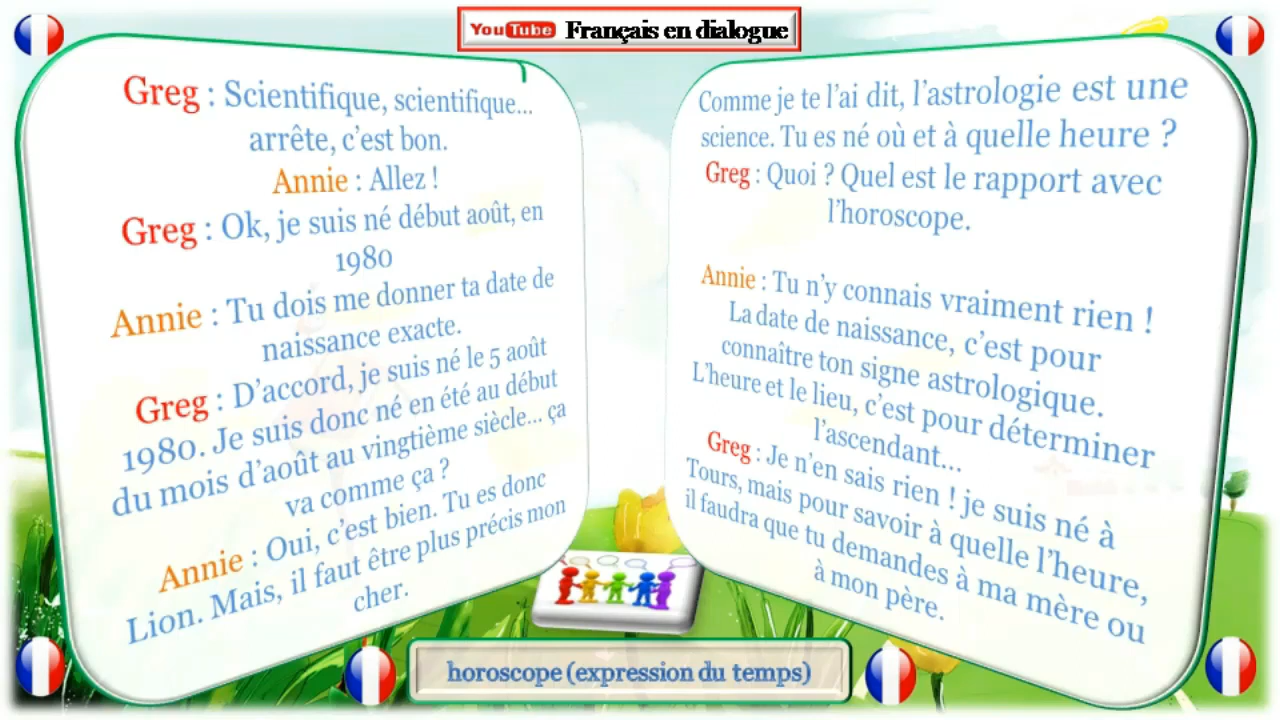 YouTube Français en dialogue
Greg : Scientifique, scientifique...
arrête, c'est bon.
Annie : Allez !
Greg : Ok, je suis né début août, en
1980
Annie : Tu dois me donner ta date de
naissance exacte.
Greg : D'accord, je suis né le 5 août
1980. Je suis donc né en été au début
du mois d'août au vingtième siècle... ça
va comme ça ?
Annie : Oui, c'est bien. Tu es donc
Lion. Mais, il faut être plus précis mon
cher.
Comme je te l'ai dit, l'astrologie est une
science. Tu es né où et à quelle heure ?
Greg : Quoi ? Quel est le rapport avec
l'horoscope.
Annie : Tu n'y connais vraiment rien !
La date de naissance, c'est pour
connaître ton signe astrologique.
L'heure et le lieu, c'est pour déterminer
l'ascendant...
Greg : Je n'en sais rien ! je suis né à
Tours, mais pour savoir à quelle l'heure,
il faudra que tu demandes à ma mère ou
à mon père.
horoscope (expression du temps)